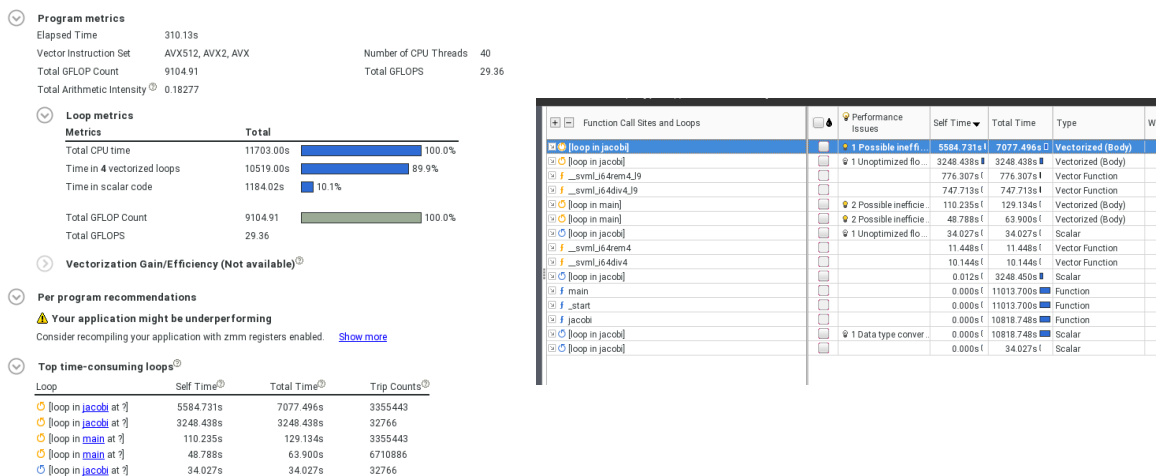 Program metrics
Elapsed Time 310.13s
Vector Instruction Set AVX512, AVX2, AVX Number of CPU Threads 40
Total GFLOP Count 9104.91 Total GFLOPS 29.36
Total Arithmetic Intensity 0.18277
Loop metrics
Metrics Total
Total CPU time 11703.00s 100.0%
Time in 4 vectorized loops 10519.00s 89.9%
Time in scalar code 1184.02s 10.1%
Total GFLOP Count 9104.91 100.0%
Total GFLOPS 29.36
Vectorization Gain/Efficiency (Not available)
Per program recommendations
Your application might be underperforming
Consider recompiling your application with zmm registers enabled. Show more
Top time-consuming loops
Loop Self Time Total Time Trip Counts
[loop in jacobi at ?] 5584.731s 7077.496s 3355443
[loop in jacobi at ?] 3248.438s 3248.438s 32766
[loop in main at ?] 110.235s 129.134s 3355443
[loop in main at ?] 48.788s 63.900s 6710886
[loop in jacobi at ?] 34.027s 34.027s 32766
+ − Function Call Sites and Loops Performance Issues Self Time Total Time Type W
[loop in jacobi] 1 Possible ineffi... 5584.731s 7077.496s Vectorized (Body)
[loop in jacobi] 1 Unoptimized flo... 3248.438s 3248.438s Vectorized (Body)
f __svml_i64rem4_l9 776.307s 776.307s Vector Function
f __svml_i64div4_l9 747.713s 747.713s Vector Function
[loop in main] 2 Possible inefficie... 110.235s 129.134s Vectorized (Body)
[loop in main] 2 Possible inefficie... 48.788s 63.900s Vectorized (Body)
[loop in jacobi] 1 Unoptimized flo... 34.027s 34.027s Scalar
f __svml_i64rem4 11.448s 11.448s Vector Function
f __svml_i64div4 10.144s 10.144s Vector Function
[loop in jacobi] 0.012s 3248.450s Scalar
f main 0.000s 11013.700s Function
f _start 0.000s 11013.700s Function
f jacobi 0.000s 10818.748s Function
[loop in jacobi] 1 Data type conver... 0.000s 10818.748s Scalar
[loop in jacobi] 0.000s 34.027s Scalar